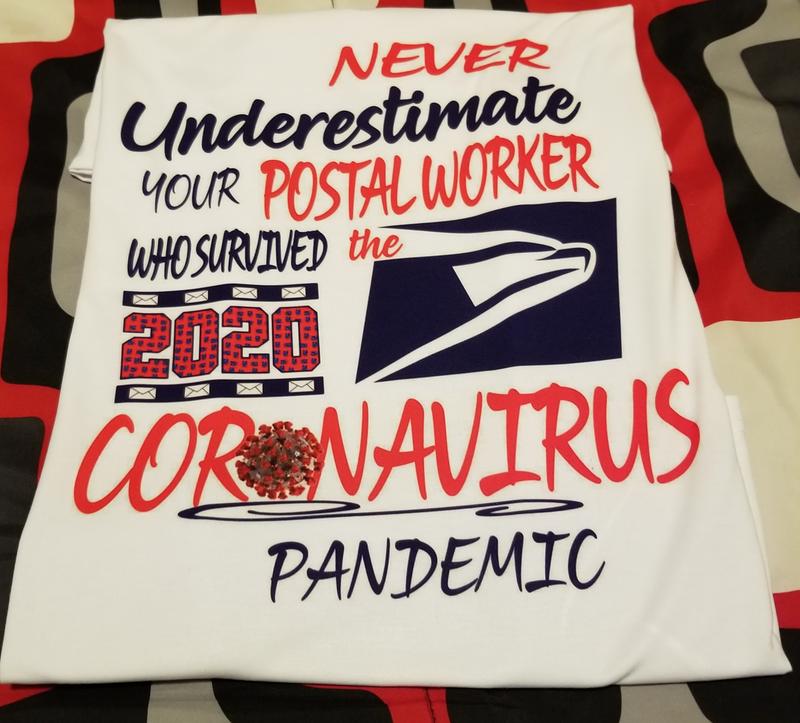 NEVER
Underestimate
YOUR POSTAL WORKER
WHO SURVIVED the
2020
CORONAVIRUS
PANDEMIC